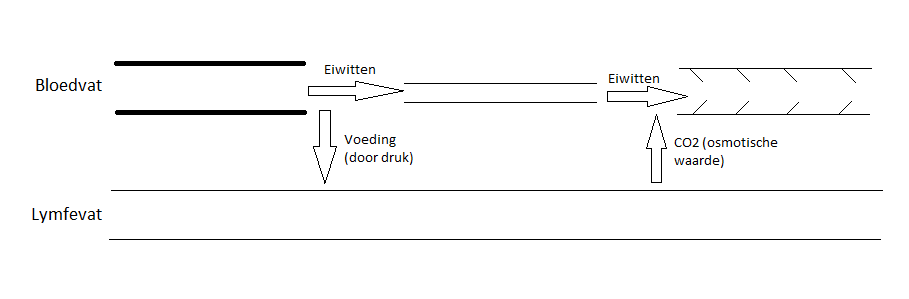 Eiwitten
Bloedvat
Eiwitten
Voeding
(door druk)
CO2 (osmotische
waarde)
Lymfevat